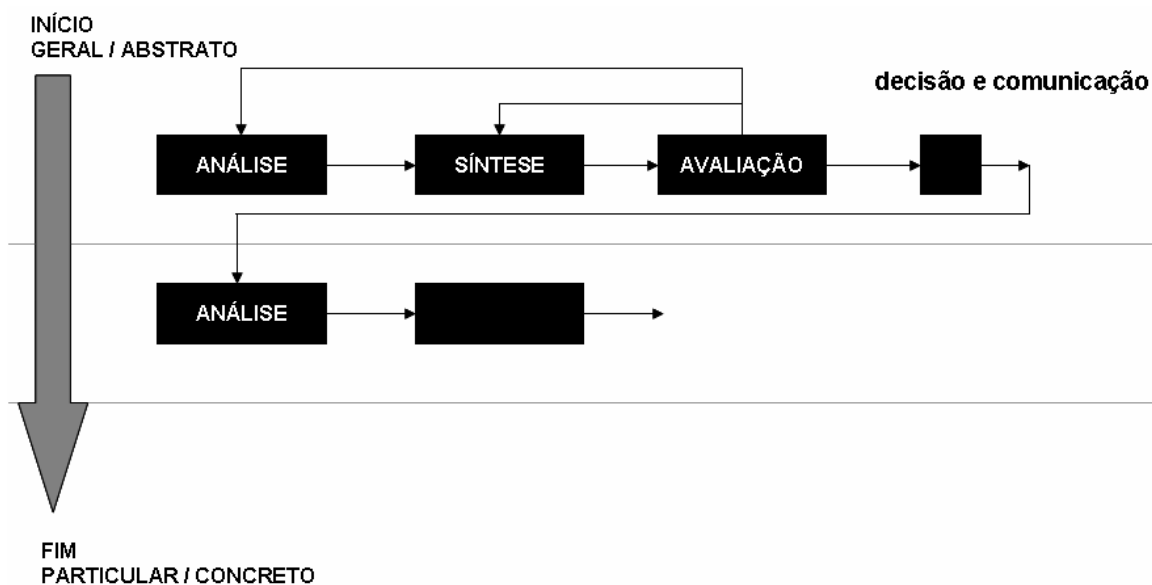 INÍCIO
GERAL / ABSTRATO
decisão e comunicação
ANÁLISE
SÍNTESE
AVALIAÇÃO
ANÁLISE
FIM
PARTICULAR / CONCRETO